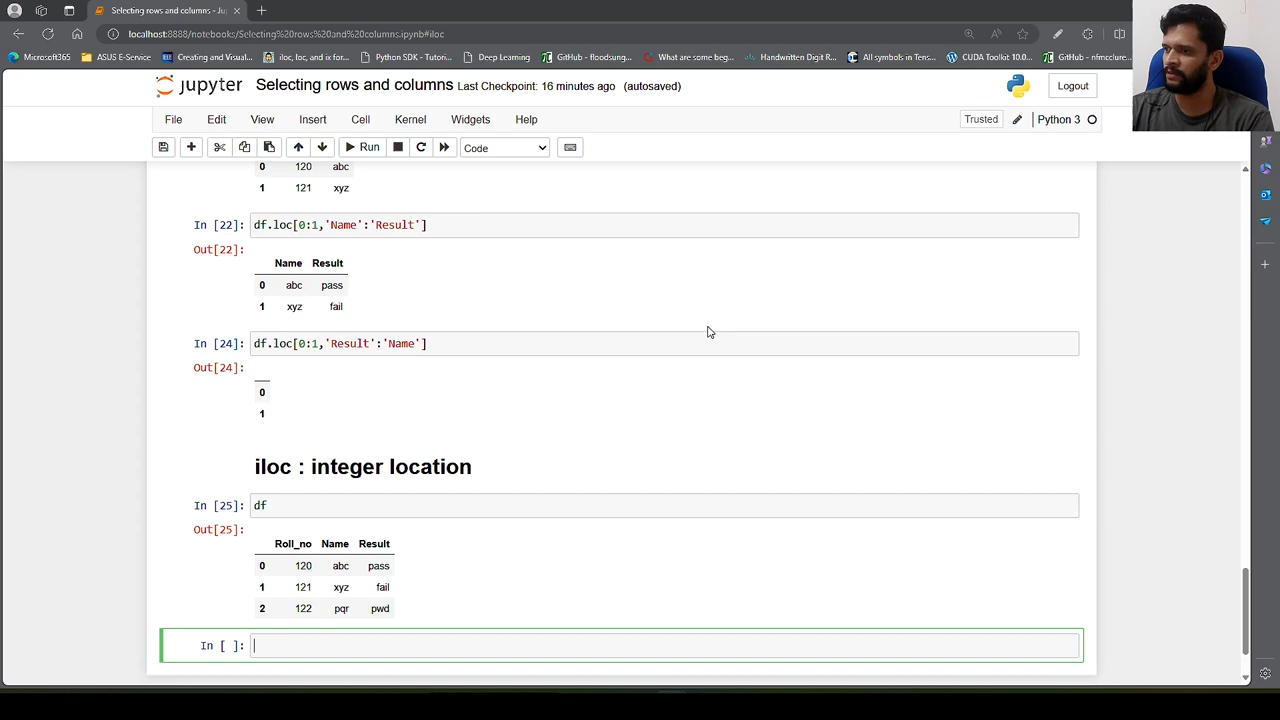 Selecting rows and columns - Ju
localhost:8888/notebooks/Selecting%20rows%20and%20columns.ipynb#iloc
Microsoft365 ASUS E-Service Creating and Visual... iloc, loc, and in for... Python SDK - Tutori... Deep Learning GitHub - floodsung... What are some beg... Handwritten Digit R... All symbols in Tens... CUDA Toolkit 10.0... GitHub - nfmcclure...
jupyter Selecting rows and columns Last Checkpoint: 16 minutes ago (autosaved) Logout
File Edit View Insert Cell Kernel Widgets Help Trusted Python 3
Run Code
0 120 abc
1 121 xyz
In [22]: df.loc[0:1,'Name':'Result']
Out[22]:
Name Result
0 abc pass
1 xyz fail
In [24]: df.loc[0:1,'Result':'Name']
Out[24]:
0
1
iloc : integer location
In [25]: df
Out[25]:
Roll_no Name Result
0 120 abc pass
1 121 xyz fail
2 122 pqr pwd
In [ ]: